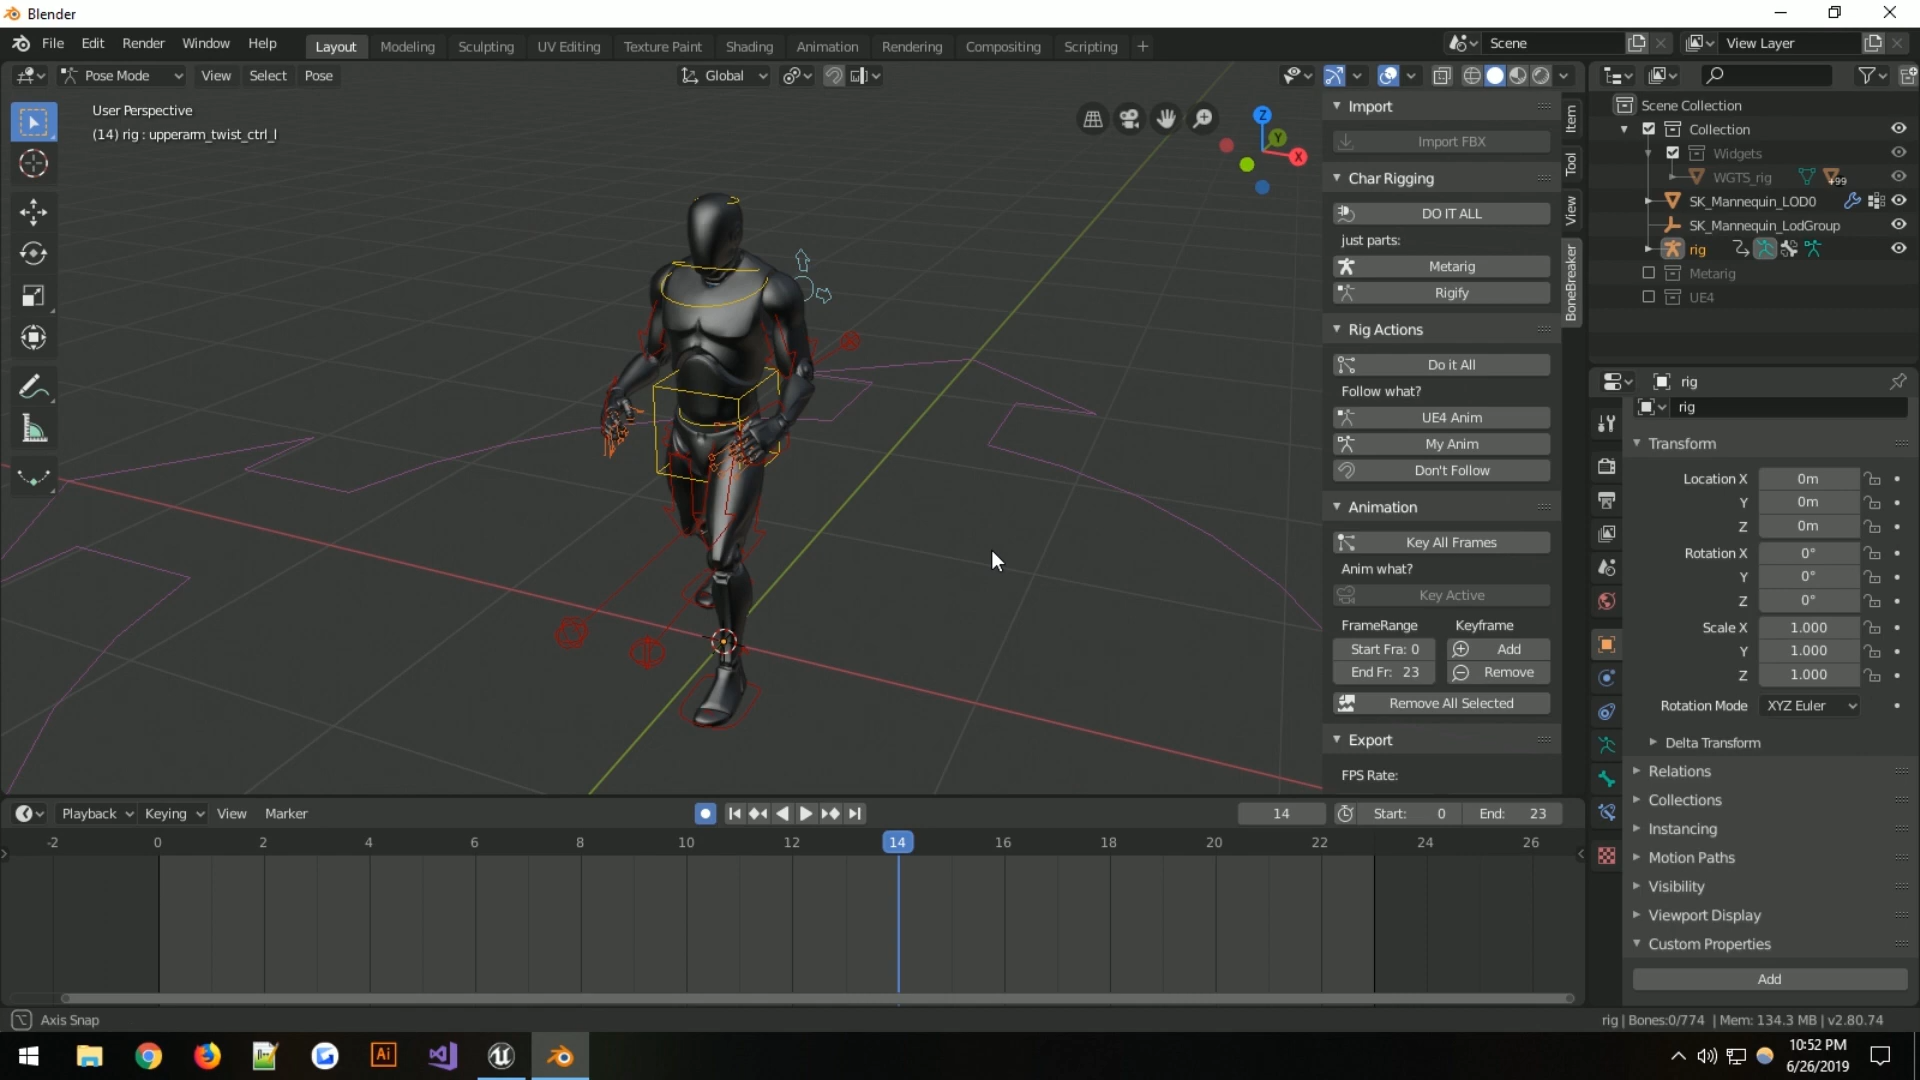 Blender
File Edit Render Window Help Layout Modeling Sculpting UV Editing Texture Paint Shading Animation Rendering Compositing Scripting + Scene View Layer
Pose Mode View Select Pose Global
User Perspective
(14) rig : upperarm_twist_ctrl_l
Z
Y
X
Import
Import FBX
Char Rigging
DO IT ALL
just parts:
Metarig
Rigify
Rig Actions
Do it All
Follow what?
UE4 Anim
My Anim
Don't Follow
Animation
Key All Frames
Anim what?
Key Active
FrameRange Keyframe
Start Fra: 0 Add
End Fr: 23 Remove
Remove All Selected
Export
FPS Rate:
Item
Tool
View
BoneBreaker
Scene Collection
Collection
Widgets
WGTS_rig +99
SK_Mannequin_LOD0
SK_Mannequin_LodGroup
rig
Metarig
UE4
rig
rig
Transform
Location X 0m
Y 0m
Z 0m
Rotation X 0°
Y 0°
Z 0°
Scale X 1.000
Y 1.000
Z 1.000
Rotation Mode XYZ Euler
Delta Transform
Relations
Collections
Instancing
Motion Paths
Visibility
Viewport Display
Custom Properties
Add
Playback Keying View Marker 14 Start: 0 End: 23
-2 0 2 4 6 8 10 12 14 16 18 20 22 24 26
Axis Snap
rig | Bones:0/774 | Mem: 134.3 MB | v2.80.74
Ai
10:52 PM
6/26/2019